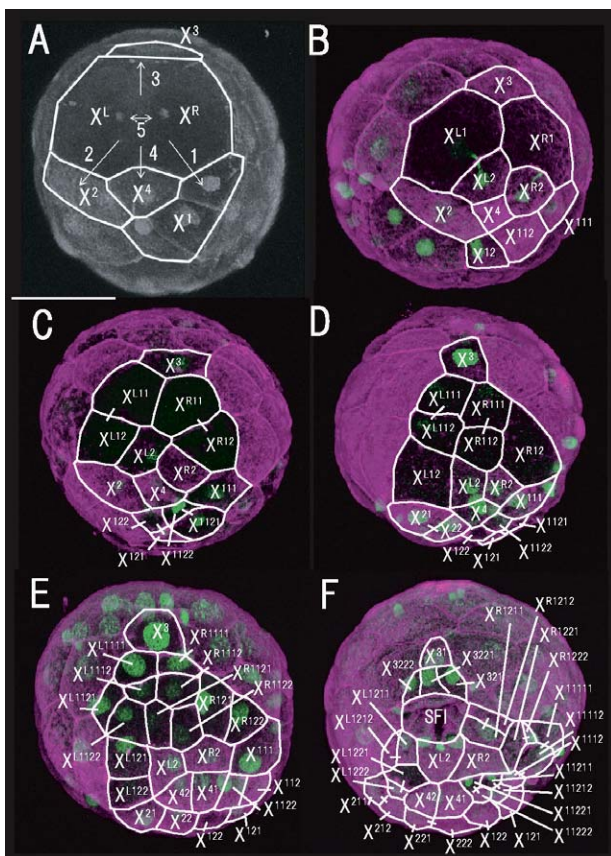 A
X3
3
XL
XR
5
2
4
1
X2
X4
X1
B
X3
XL1
XR1
XL2
XR2
X2
X4
X111
X112
X12
C
X3
XL11
XR11
XL12
XR12
XL2
XR2
X2
X4
X111
X122
X1121
X121
X1122
D
X3
XL111
XR111
XL112
XR112
XR12
XL12
XL2
XR2
X111
X21
X22
X4
X1121
X122
X1122
X121
E
X3
XR1111
XL1111
XR1112
XL1112
XR1121
XR1122
XL1121
XR121
XR122
XL1122
XL121
XL2
XR2
X111
XL122
X42
X41
X112
X21
X22
X1122
X122
X121
F
XR1211
XR1212
XR1221
XR1222
X31
X3221
X3222
X321
X11111
XL1211
SFI
X11112
XL1212
X1112
XL1221
XL2
XR2
X11211
XL1222
X11212
X211
X42
X41
X11221
X212
X11222
X221
X222
X122
X121